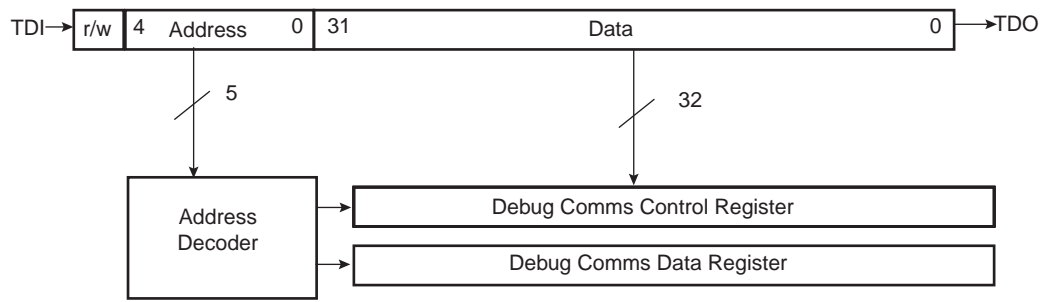 TDI r/w 4 Address 0 31 Data 0 TDO
5
32
Address
Decoder
Debug Comms Control Register
Debug Comms Data Register